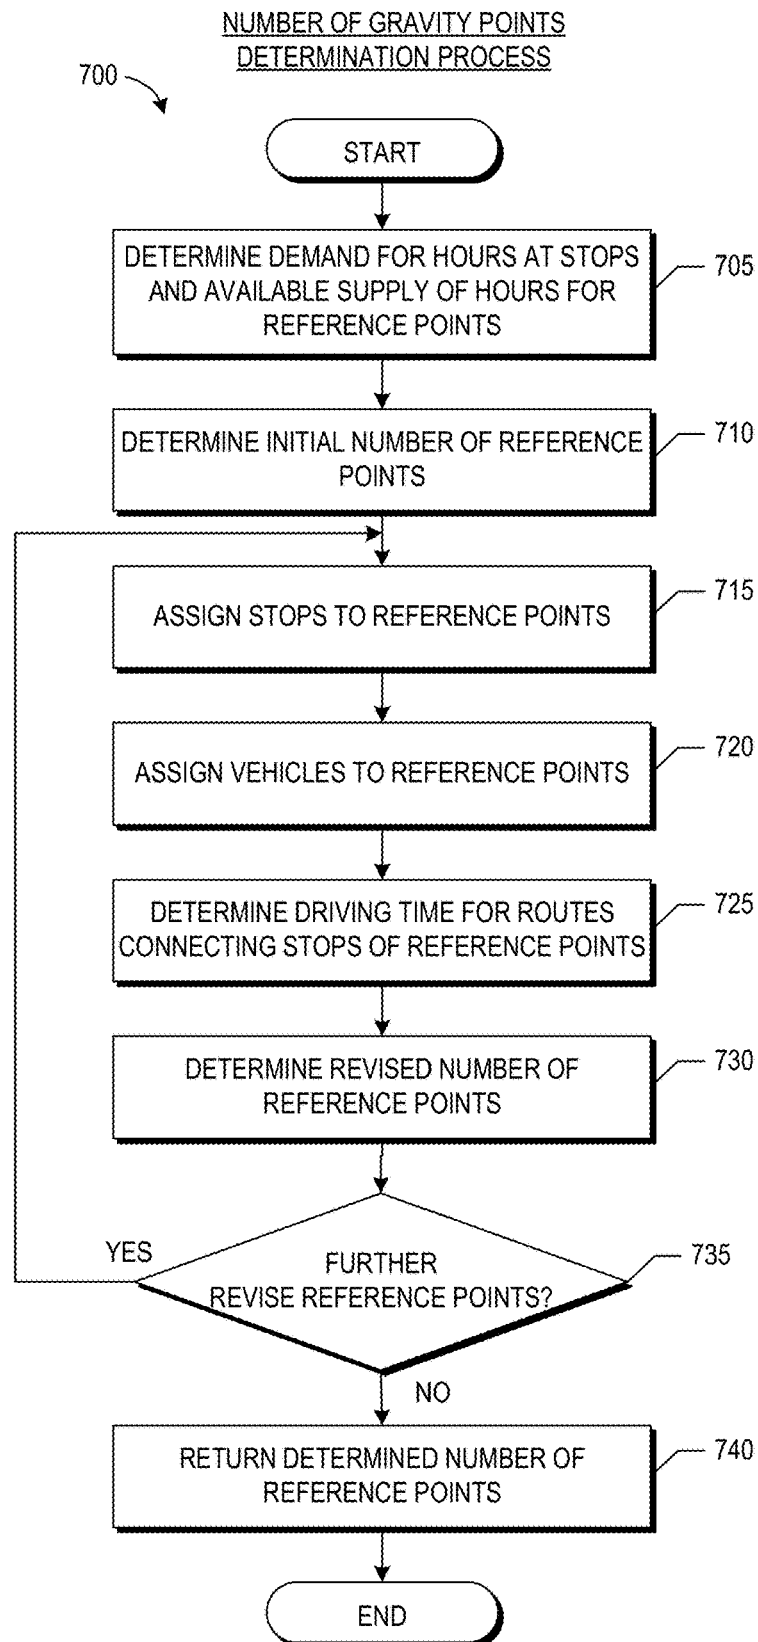 NUMBER OF GRAVITY POINTS
DETERMINATION PROCESS
700
START
DETERMINE DEMAND FOR HOURS AT STOPS
AND AVAILABLE SUPPLY OF HOURS FOR
REFERENCE POINTS
705
DETERMINE INITIAL NUMBER OF REFERENCE
POINTS
710
ASSIGN STOPS TO REFERENCE POINTS
715
ASSIGN VEHICLES TO REFERENCE POINTS
720
DETERMINE DRIVING TIME FOR ROUTES
CONNECTING STOPS OF REFERENCE POINTS
725
DETERMINE REVISED NUMBER OF
REFERENCE POINTS
730
YES
FURTHER
REVISE REFERENCE POINTS?
735
NO
RETURN DETERMINED NUMBER OF
REFERENCE POINTS
740
END